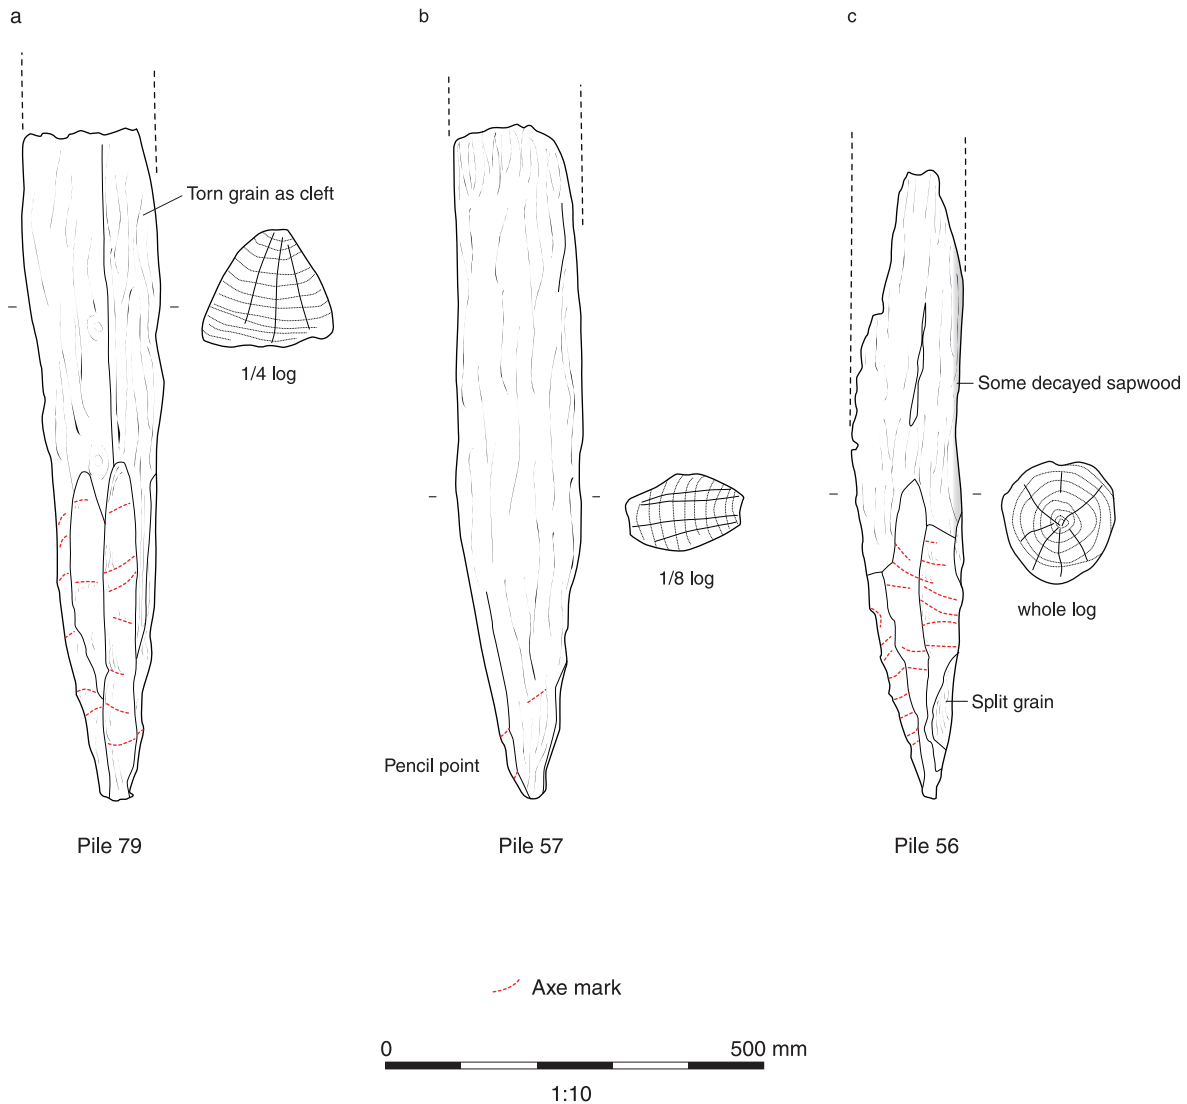 a
b
c
Torn grain as cleft
1/4 log
Some decayed sapwood
1/8 log
whole log
Split grain
Pencil point
Pile 79
Pile 57
Pile 56
Axe mark
0
500 mm
1:10